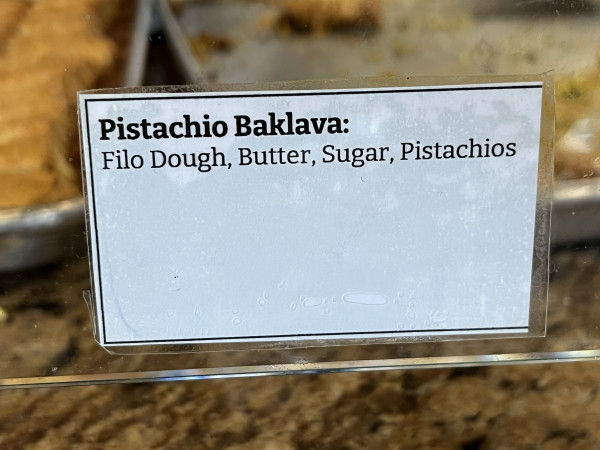 Pistachio Baklava:
Filo Dough, Butter, Sugar, Pistachios